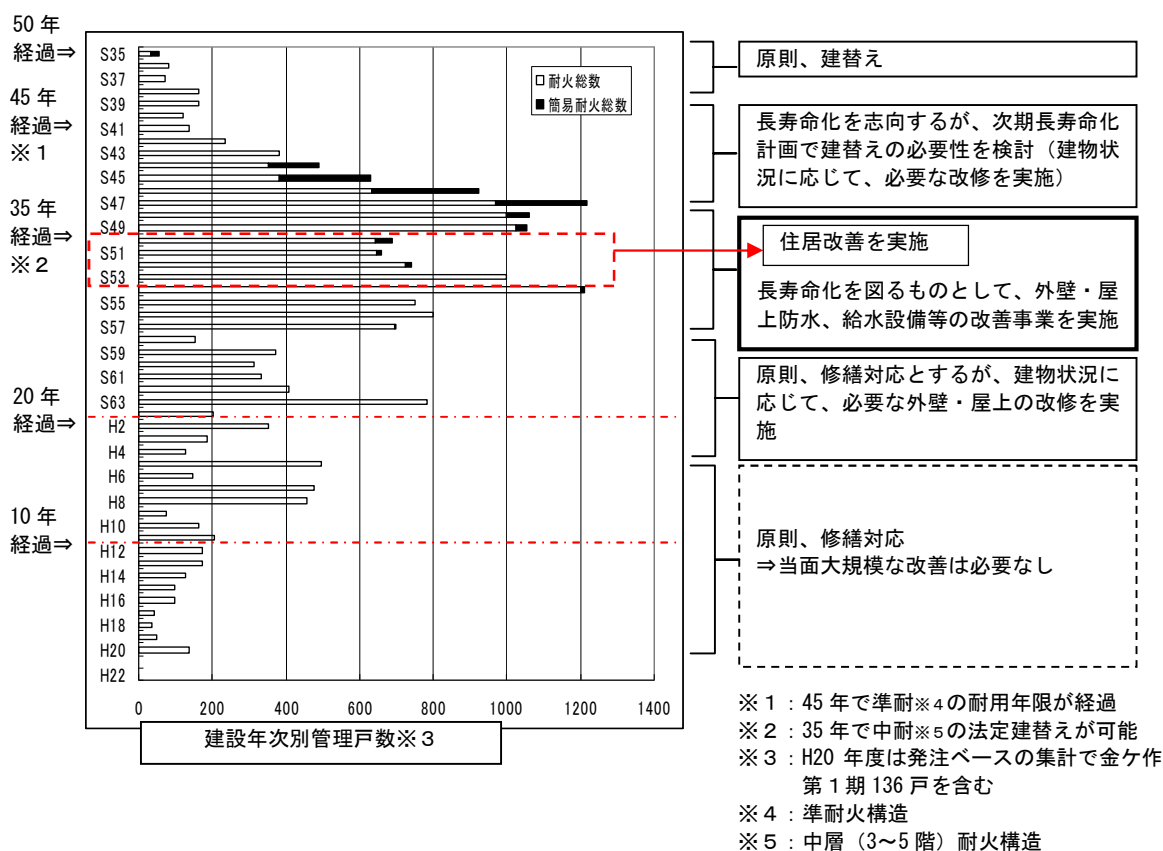 50 年
経過⇒
45 年
経過⇒
※１
35 年
経過⇒
※２
20 年
経過⇒
10 年
経過⇒
S35
S37
S39
S41
S43
S45
S47
S49
S51
S53
S55
S57
S59
S61
S63
H2
H4
H6
H8
H10
H12
H14
H16
H18
H20
H22
0 200 400 600 800 1000 1200 1400
耐火総数
簡易耐火総数
建設年次別管理戸数※３
原則、建替え
長寿命化を志向するが、次期長寿命化
計画で建替えの必要性を検討（建物状
況に応じて、必要な改修を実施）
住居改善を実施
長寿命化を図るものとして、外壁・屋
上防水、給水設備等の改善事業を実施
原則、修繕対応とするが、建物状況に
応じて、必要な外壁・屋上の改修を実
施
原則、修繕対応
⇒当面大規模な改善は必要なし
※１：45 年で準耐※４の耐用年限が経過
※２：35 年で中耐※５の法定建替えが可能
※３：H20 年度は発注ベースの集計で金ケ作
第１期 136 戸を含む
※４：準耐火構造
※５：中層（3～5 階）耐火構造